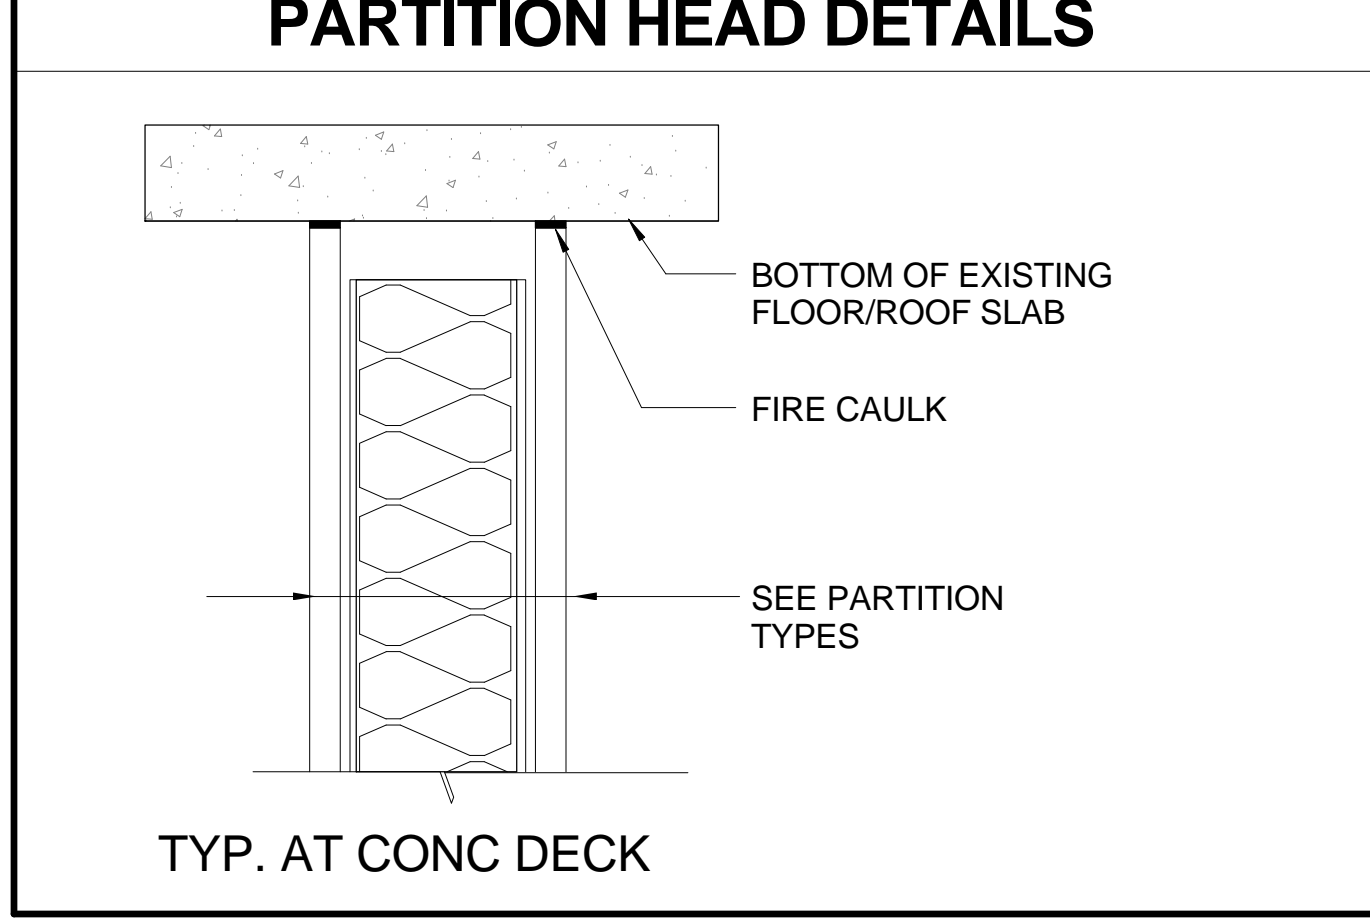 PARTITION HEAD DETAILS
BOTTOM OF EXISTING
FLOOR/ROOF SLAB
FIRE CAULK
SEE PARTITION
TYPES
TYP. AT CONC DECK